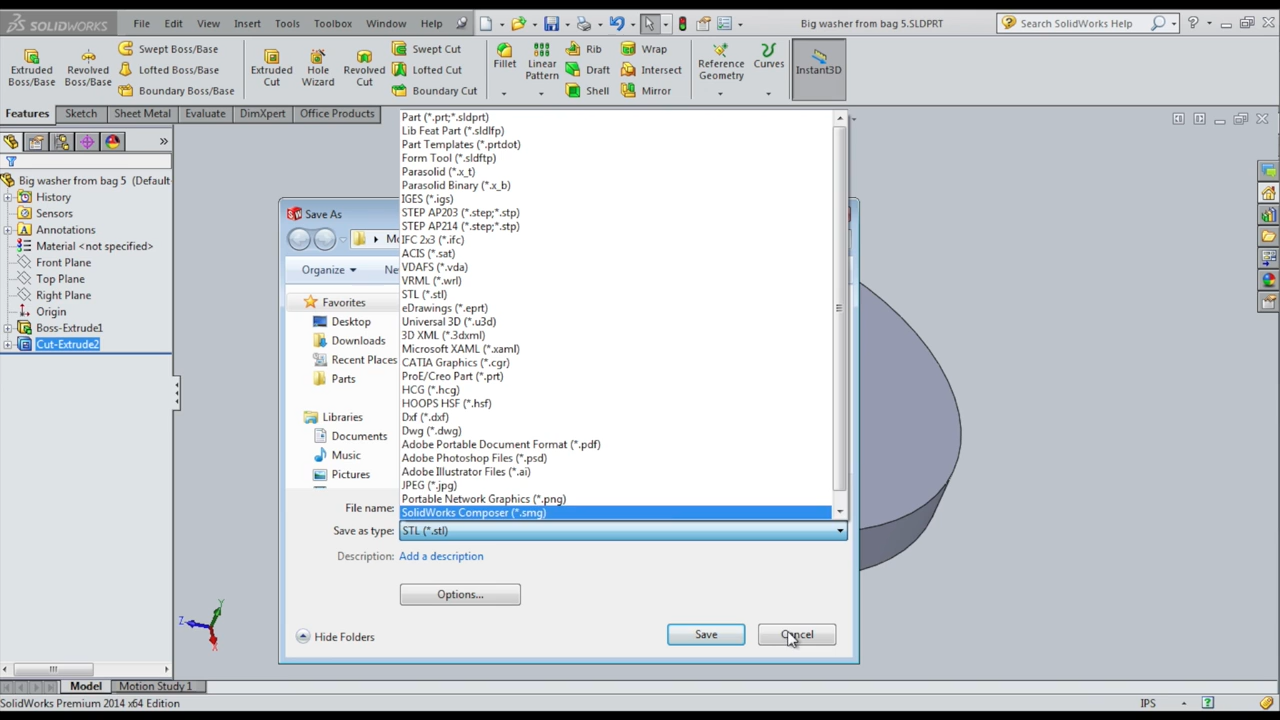 SOLIDWORKS File Edit View Insert Tools Toolbox Window Help Big washer from bag 5.SLDPRT Search SolidWorks Help
Extruded Boss/Base
Revolved Boss/Base
Swept Boss/Base
Lofted Boss/Base
Boundary Boss/Base
Extruded Cut
Hole Wizard
Revolved Cut
Swept Cut
Lofted Cut
Boundary Cut
Fillet
Linear Pattern
Rib
Draft
Shell
Wrap
Intersect
Mirror
Reference Geometry
Curves
Instant3D
Features Sketch Sheet Metal Evaluate DimXpert Office Products
Big washer from bag 5 (Default
History
Sensors
Annotations
Material <not specified>
Front Plane
Top Plane
Right Plane
Origin
Boss-Extrude1
Cut-Extrude2
Save As
Mo
Organize Ne
Favorites
Desktop
Downloads
Recent Places
Parts
Libraries
Documents
Music
Pictures
Part (*.prt;*.sldprt)
Lib Feat Part (*.sldlfp)
Part Templates (*.prtdot)
Form Tool (*.sldftp)
Parasolid (*.x_t)
Parasolid Binary (*.x_b)
IGES (*.igs)
STEP AP203 (*.step;*.stp)
STEP AP214 (*.step;*.stp)
IFC 2x3 (*.ifc)
ACIS (*.sat)
VDAFS (*.vda)
VRML (*.wrl)
STL (*.stl)
eDrawings (*.eprt)
Universal 3D (*.u3d)
3D XML (*.3dxml)
Microsoft XAML (*.xaml)
CATIA Graphics (*.cgr)
ProE/Creo Part (*.prt)
HCG (*.hcg)
HOOPS HSF (*.hsf)
Dxf (*.dxf)
Dwg (*.dwg)
Adobe Portable Document Format (*.pdf)
Adobe Photoshop Files (*.psd)
Adobe Illustrator Files (*.ai)
JPEG (*.jpg)
Portable Network Graphics (*.png)
SolidWorks Composer (*.smg)
File name:
Save as type: STL (*.stl)
Description: Add a description
Options...
Hide Folders Save Cancel
Z Y X
Model Motion Study 1
SolidWorks Premium 2014 x64 Edition IPS